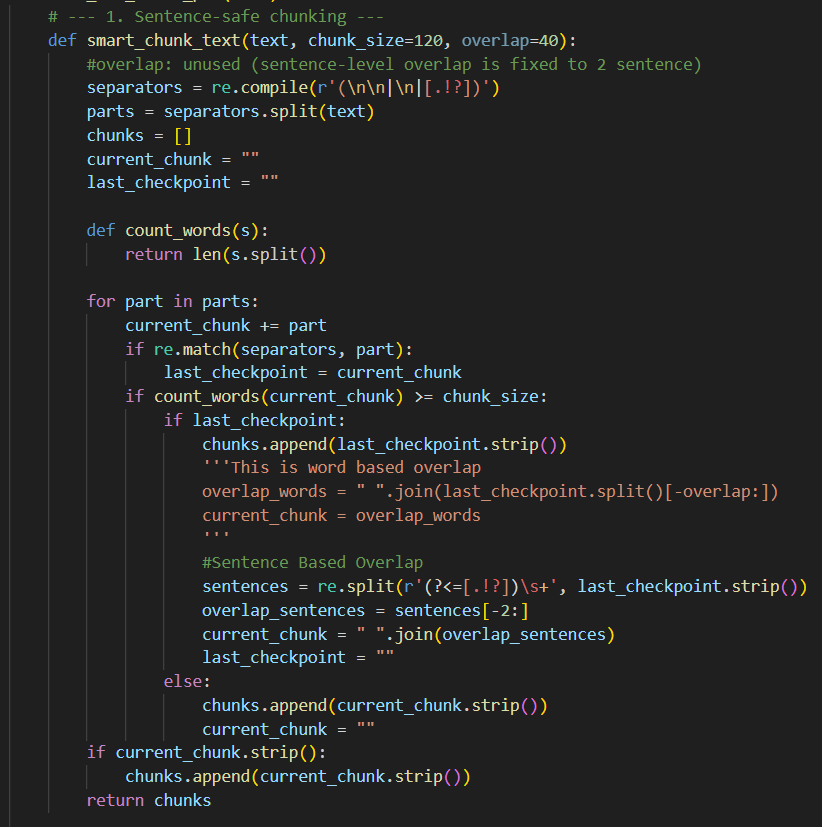 # --- 1. Sentence-safe chunking ---
def smart_chunk_text(text, chunk_size=120, overlap=40):
    #overlap: unused (sentence-level overlap is fixed to 2 sentence)
    separators = re.compile(r'(\n\n|\n|[.!?])')
    parts = separators.split(text)
    chunks = []
    current_chunk = ""
    last_checkpoint = ""

    def count_words(s):
        return len(s.split())

    for part in parts:
        current_chunk += part
        if re.match(separators, part):
            last_checkpoint = current_chunk
        if count_words(current_chunk) >= chunk_size:
            if last_checkpoint:
                chunks.append(last_checkpoint.strip())
                '''This is word based overlap
                overlap_words = " ".join(last_checkpoint.split()[-overlap:])
                current_chunk = overlap_words
                '''
                #Sentence Based Overlap
                sentences = re.split(r'(?<=[.!?])\s+', last_checkpoint.strip())
                overlap_sentences = sentences[-2:]
                current_chunk = " ".join(overlap_sentences)
                last_checkpoint = ""
            else:
                chunks.append(current_chunk.strip())
                current_chunk = ""
    if current_chunk.strip():
        chunks.append(current_chunk.strip())
    return chunks